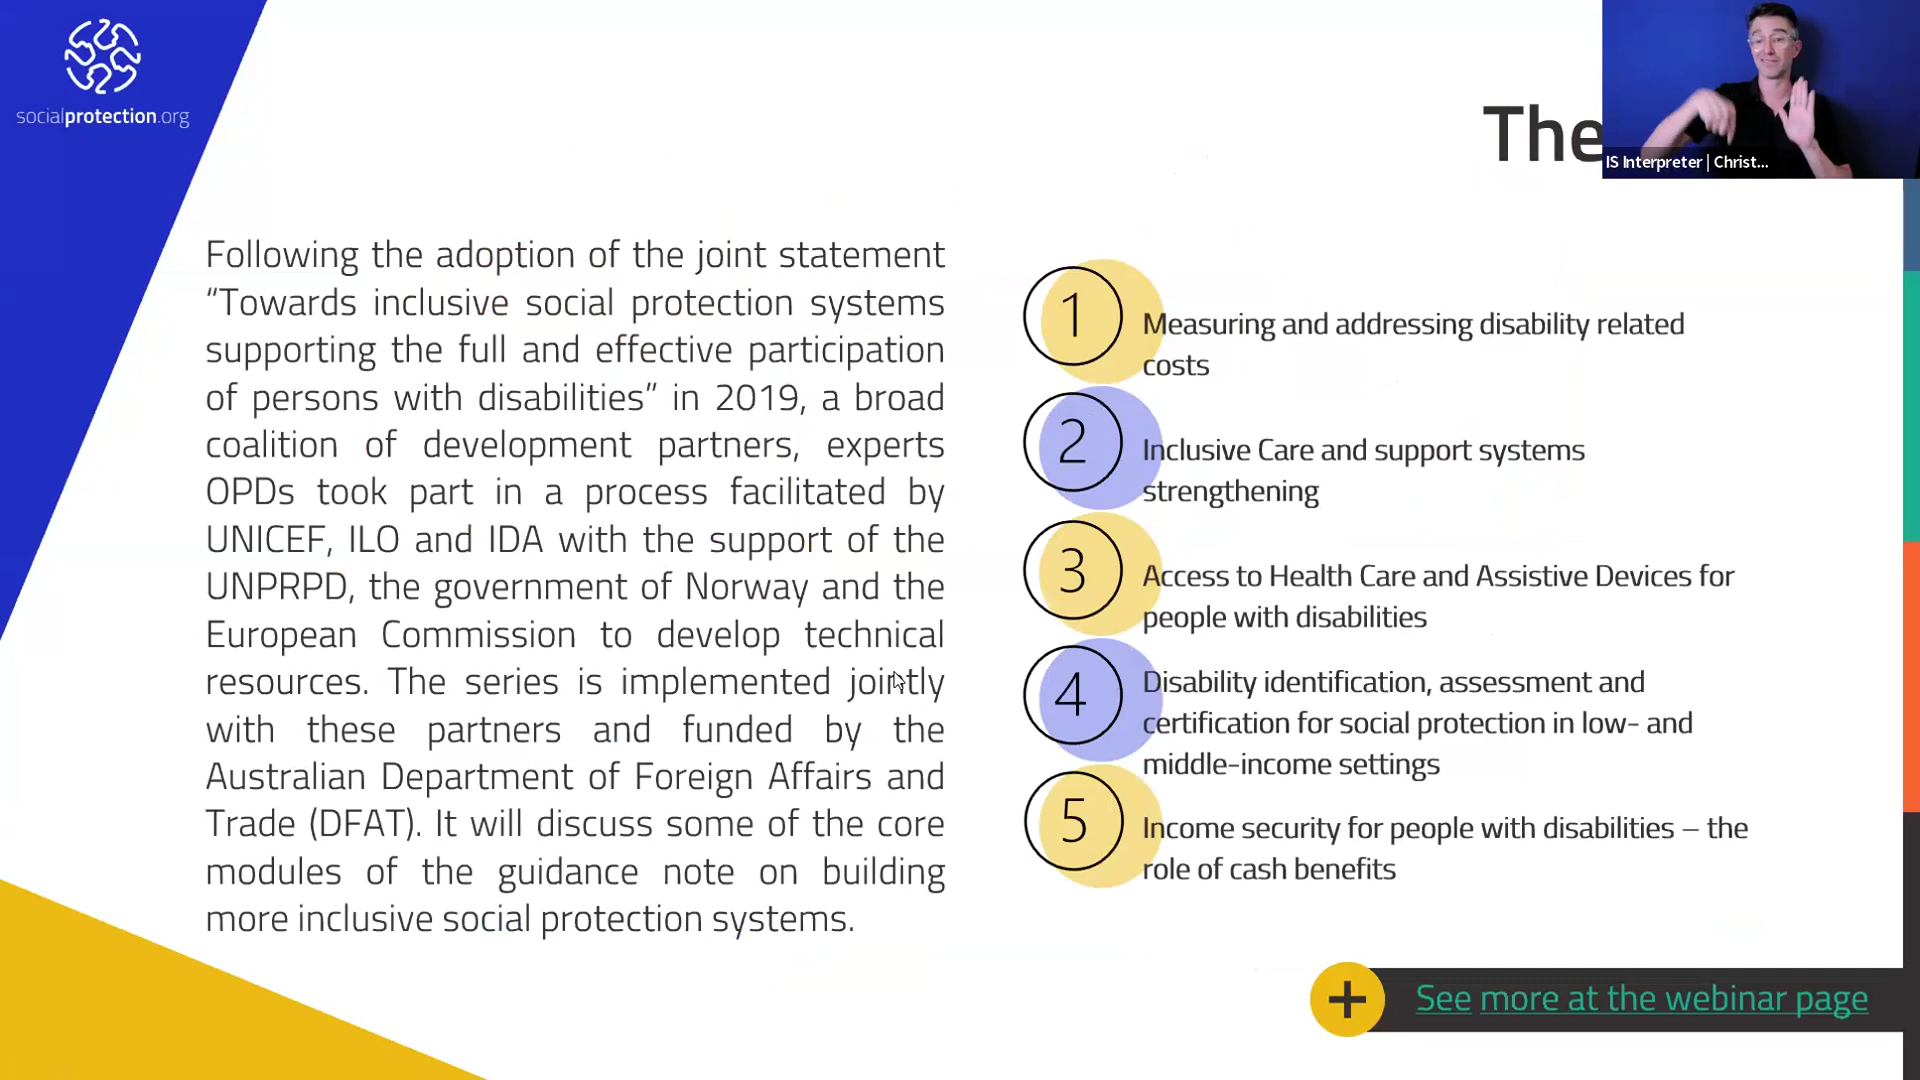 socialprotection.org
The
IS Interpreter | Christ...
Following the adoption of the joint statement
“Towards inclusive social protection systems
supporting the full and effective participation
of persons with disabilities” in 2019, a broad
coalition of development partners, experts
OPDs took part in a process facilitated by
UNICEF, ILO and IDA with the support of the
UNPRPD, the government of Norway and the
European Commission to develop technical
resources. The series is implemented jointly
with these partners and funded by the
Australian Department of Foreign Affairs and
Trade (DFAT). It will discuss some of the core
modules of the guidance note on building
more inclusive social protection systems.
1
Measuring and addressing disability related
costs
2
Inclusive Care and support systems
strengthening
3
Access to Health Care and Assistive Devices for
people with disabilities
4
Disability identification, assessment and
certification for social protection in low- and
middle-income settings
5
Income security for people with disabilities – the
role of cash benefits
+
See more at the webinar page